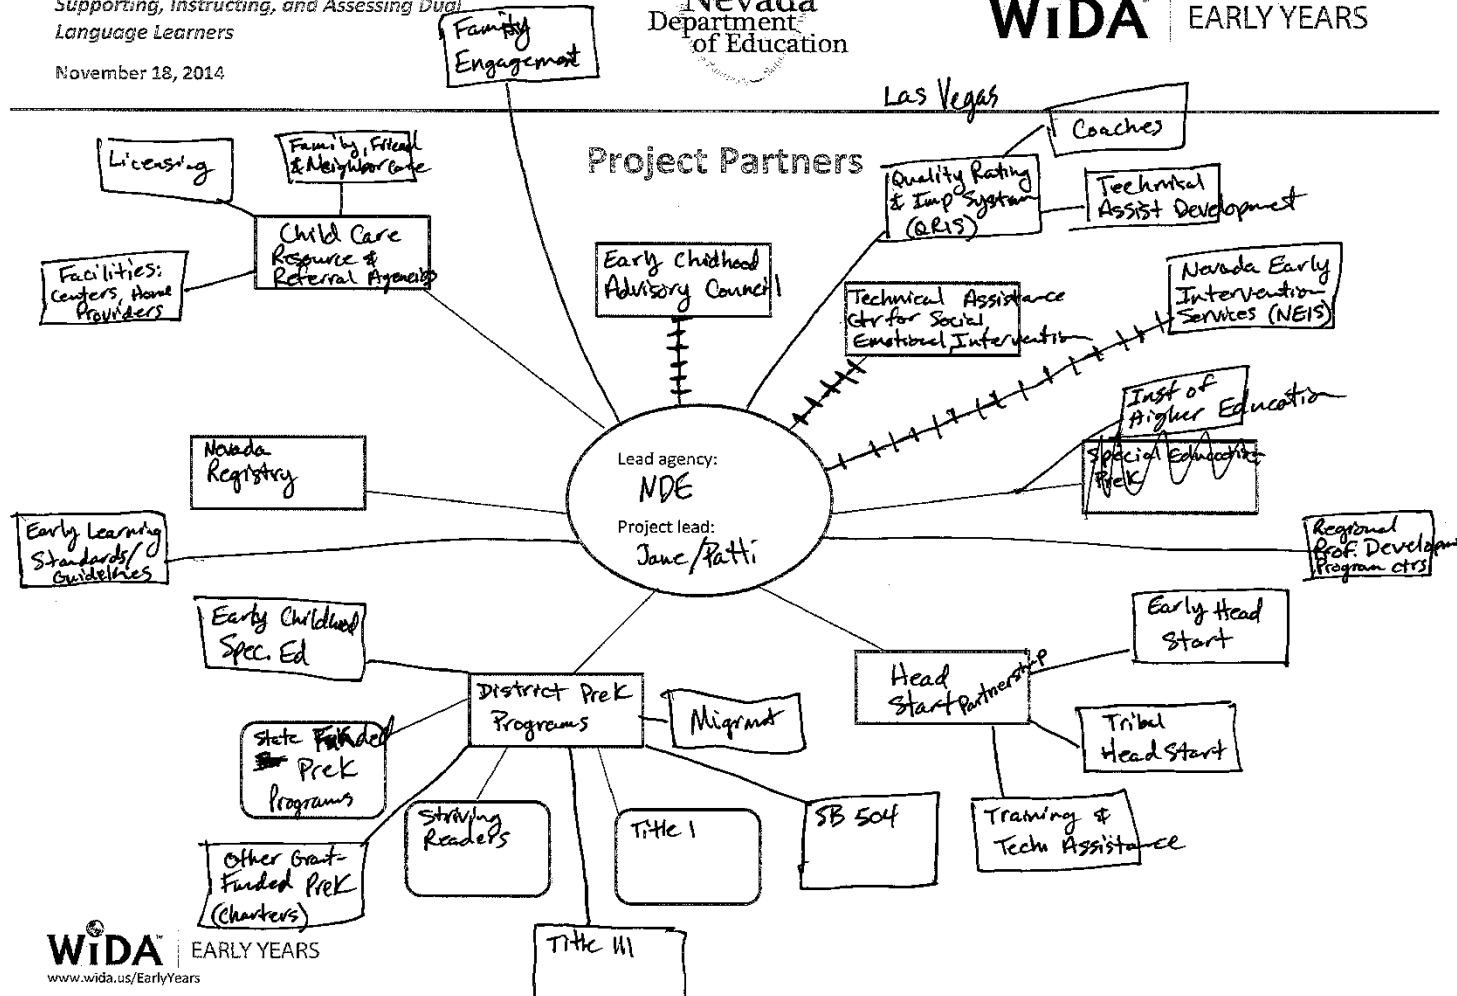 Supporting, Instructing, and Assessing Dual
Language Learners
November 18, 2014
Nevada
Department
of Education
WiDA
EARLY YEARS
Family
Engagement
Las Vegas
Project Partners
Licensing
Family, Friend
& Neighbor Care
Child Care
Resource &
Referral Agencies
Facilities:
Centers, Home
Providers
Early Chidhood
Advisory Council
Quality Rating
& Imp System
(QRIS)
Coaches
Technical
Assist Development
Technical Assistance
Ctr for Social
Emotional Intervention
Nevada Early
Intervention
Services (NEIS)
Inst of
Higher Education
Special Education
PreK
Nevada
Registry
Lead agency:
NDE
Project lead:
Jane/Patti
Early Learning
Standards/
Guidelines
Regional
Prof. Developm
Program ctrs
Early Childhood
Spec. Ed
District PreK
Programs
Migrant
State Funded
PreK
Programs
Other Grant-
Funded PreK
(Charters)
Striving
Readers
Title I
Title III
SB 504
Head
Start Partnership
Early Head
Start
Tribal
Head Start
Training &
Tech Assistance
WiDA
EARLY YEARS
www.wida.us/EarlyYears